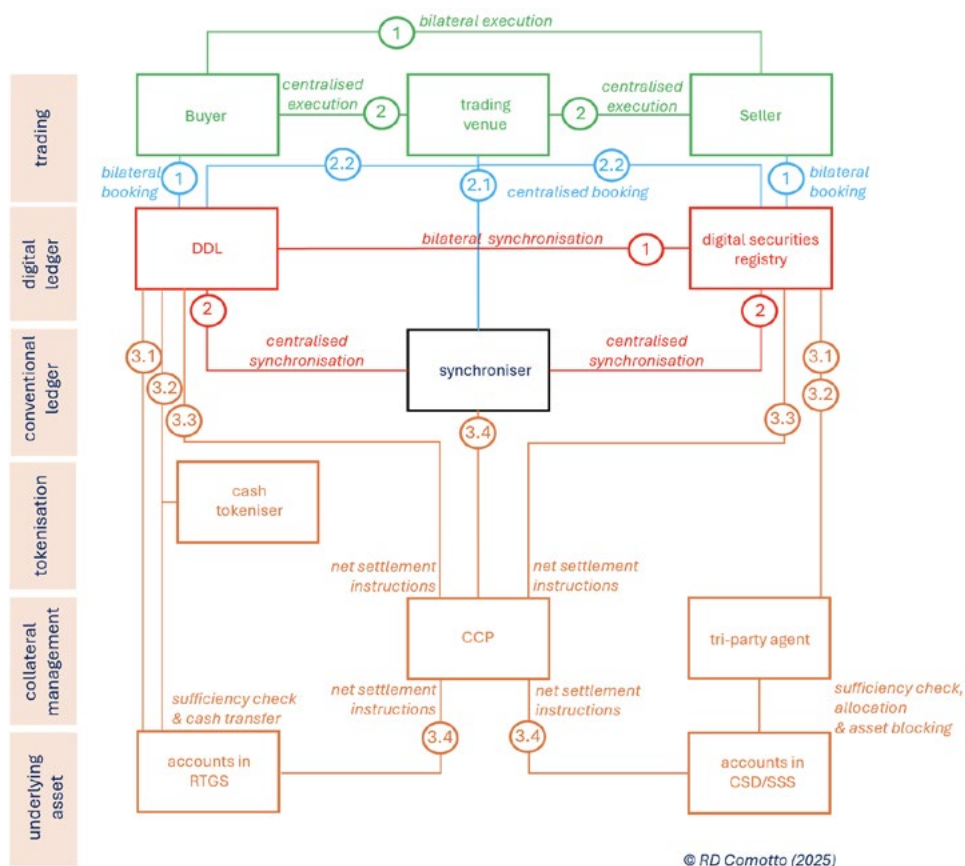 bilateral execution
1
trading
Buyer
centralised
execution
2
trading
venue
2
centralised
execution
Seller
bilateral
booking
1
2.2
2.1
centralised booking
2.2
1
bilateral
booking
digital
ledger
DDL
bilateral synchronisation
1
digital securities
registry
2
2
conventional
ledger
3.1
3.2
3.3
centralised
synchronisation
synchroniser
centralised
synchronisation
3.4
3.3
3.1
3.2
tokenisation
cash
tokeniser
net settlement
instructions
net settlement
instructions
collateral
management
CCP
tri-party agent
sufficiency check
& cash transfer
net settlement
instructions
net settlement
instructions
sufficiency check,
allocation
& asset blocking
3.4
3.4
underlying
asset
accounts in
RTGS
accounts in
CSD/SSS
© RD Comotto (2025)